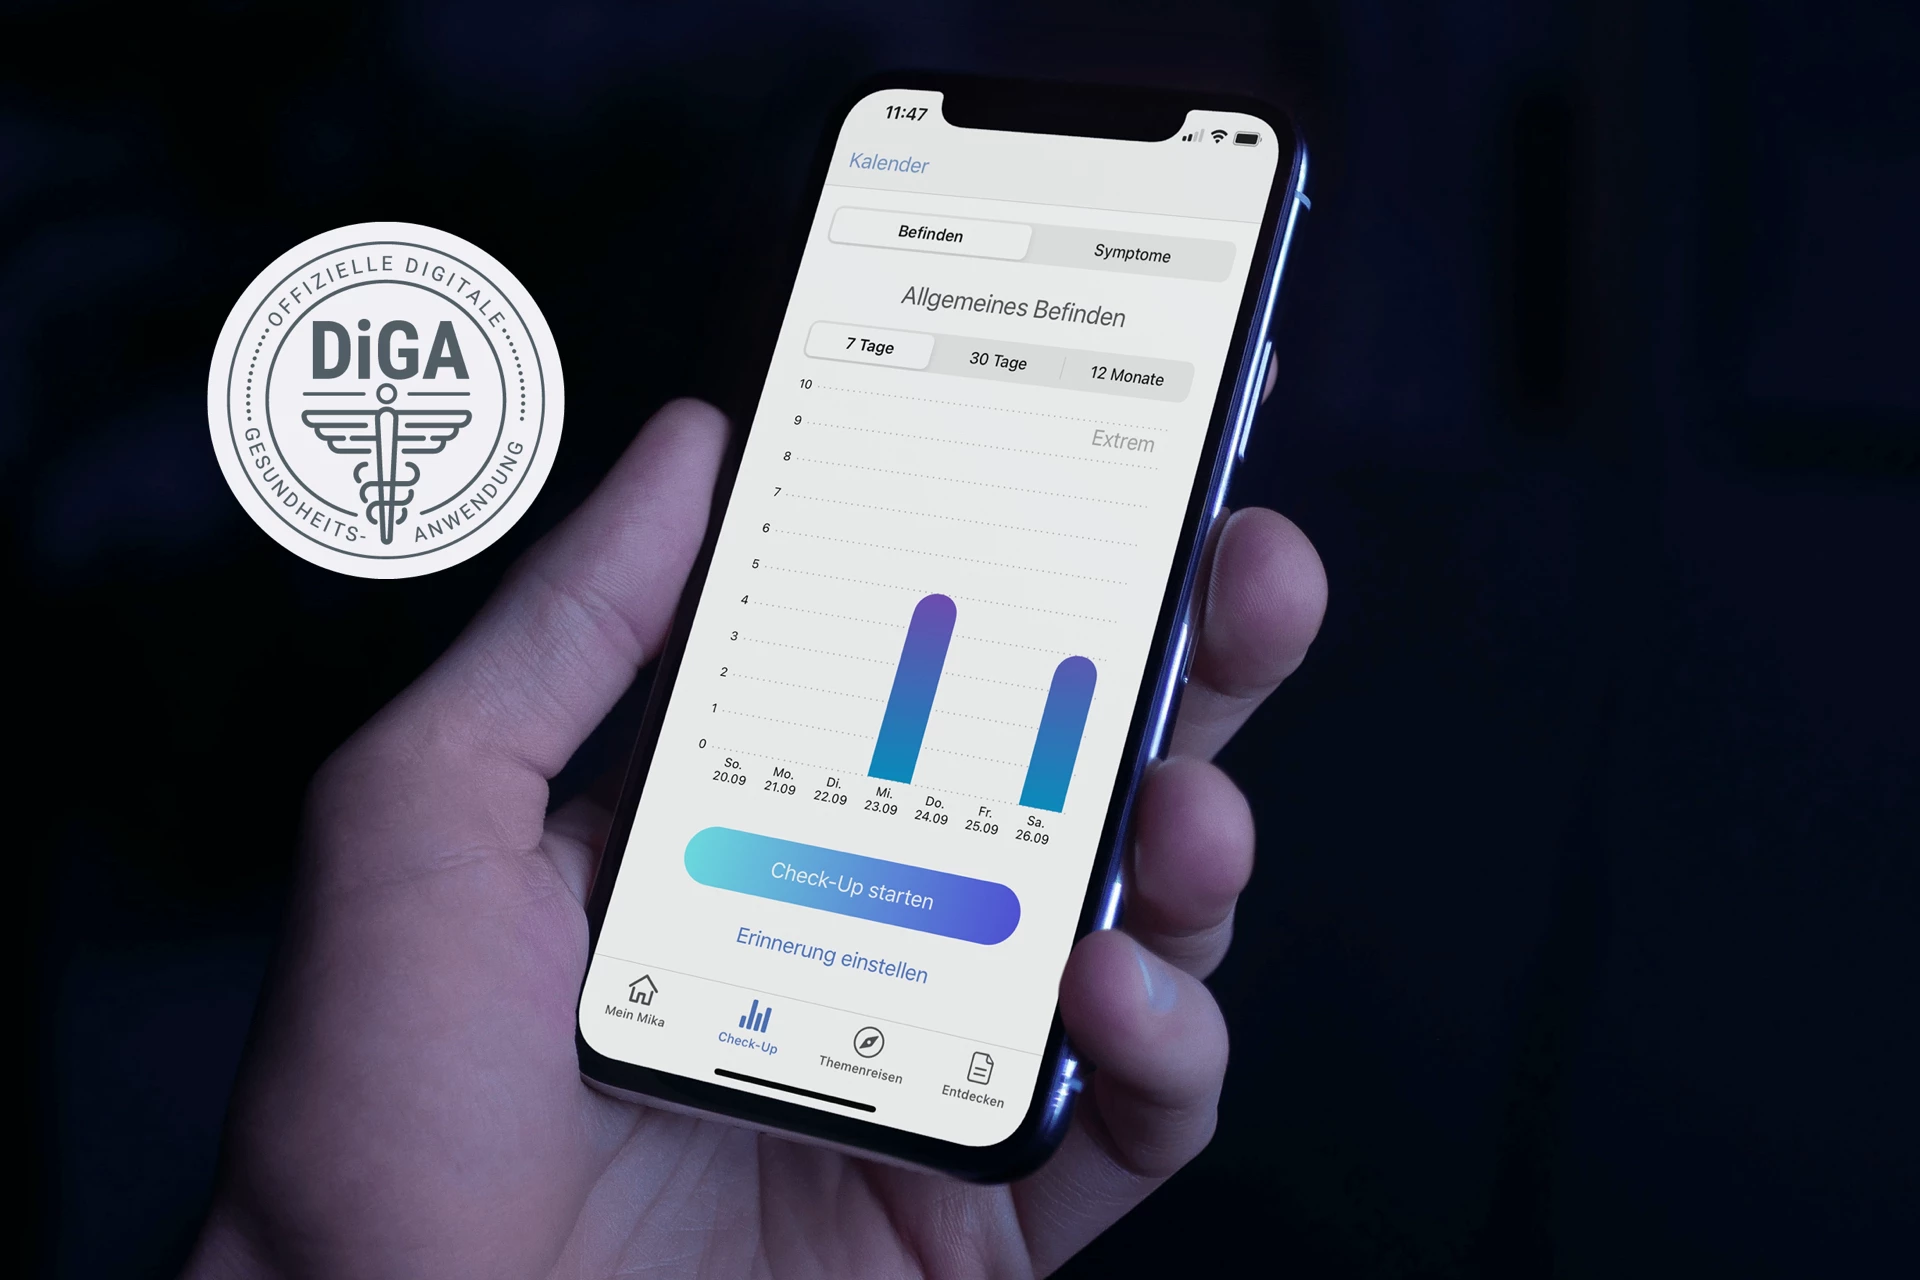 OFFIZIELLE DIGITALE
DiGA
GESUNDHEITS-
ANWENDUNG
11:47
Kalender
Befinden
Symptome
Allgemeines Befinden
7 Tage
30 Tage
12 Monate
10
Extrem
9
8
7
6
5
4
3
2
1
0
So.
20.09
Mo.
21.09
Di.
22.09
Mi.
23.09
Do.
24.09
Fr.
25.09
Sa.
26.09
Check-Up starten
Erinnerung einstellen
Mein Mika
Check-Up
Themenreisen
Entdecken